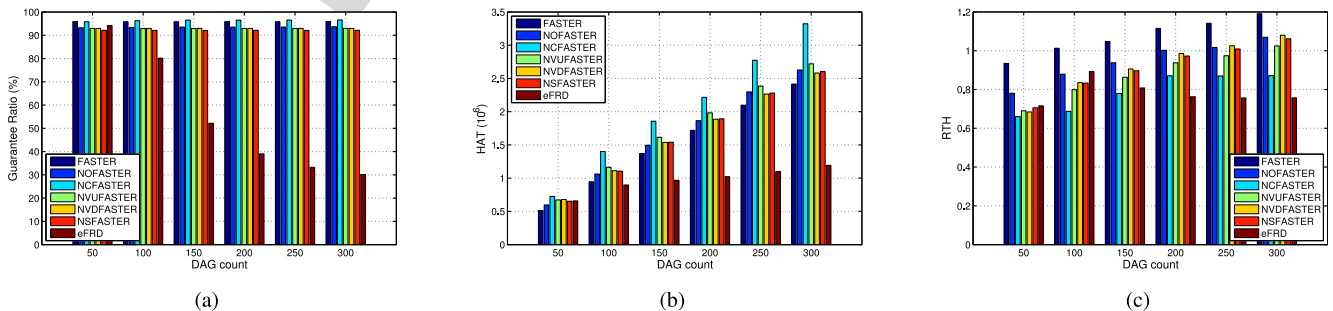 Guarantee Ratio (%)
100
90
80
70
60
50
40
30
20
10
0
FASTER
NOFASTER
NCFASTER
NVUFASTER
NVDFASTER
NSFASTER
eFRD
50 100 150 200 250 300
DAG count
(a)
HAT (10^6)
3,5
3
2,5
2
1,5
1
0,5
0
FASTER
NOFASTER
NCFASTER
NVUFASTER
NVDFASTER
NSFASTER
eFRD
50 100 150 200 250 300
DAG count
(b)
RTH
1,2
1
0,8
0,6
0,4
0,2
0
FASTER
NOFASTER
NCFASTER
NVUFASTER
NVDFASTER
NSFASTER
eFRD
50 100 150 200 250 300
DAG count
(c)